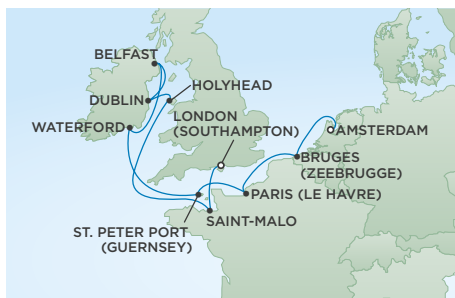 BELFAST
HOLYHEAD
DUBLIN
LONDON
(SOUTHAMPTON)
WATERFORD
AMSTERDAM
BRUGES
(ZEEBRUGGE)
PARIS (LE HAVRE)
SAINT-MALO
ST. PETER PORT
(GUERNSEY)